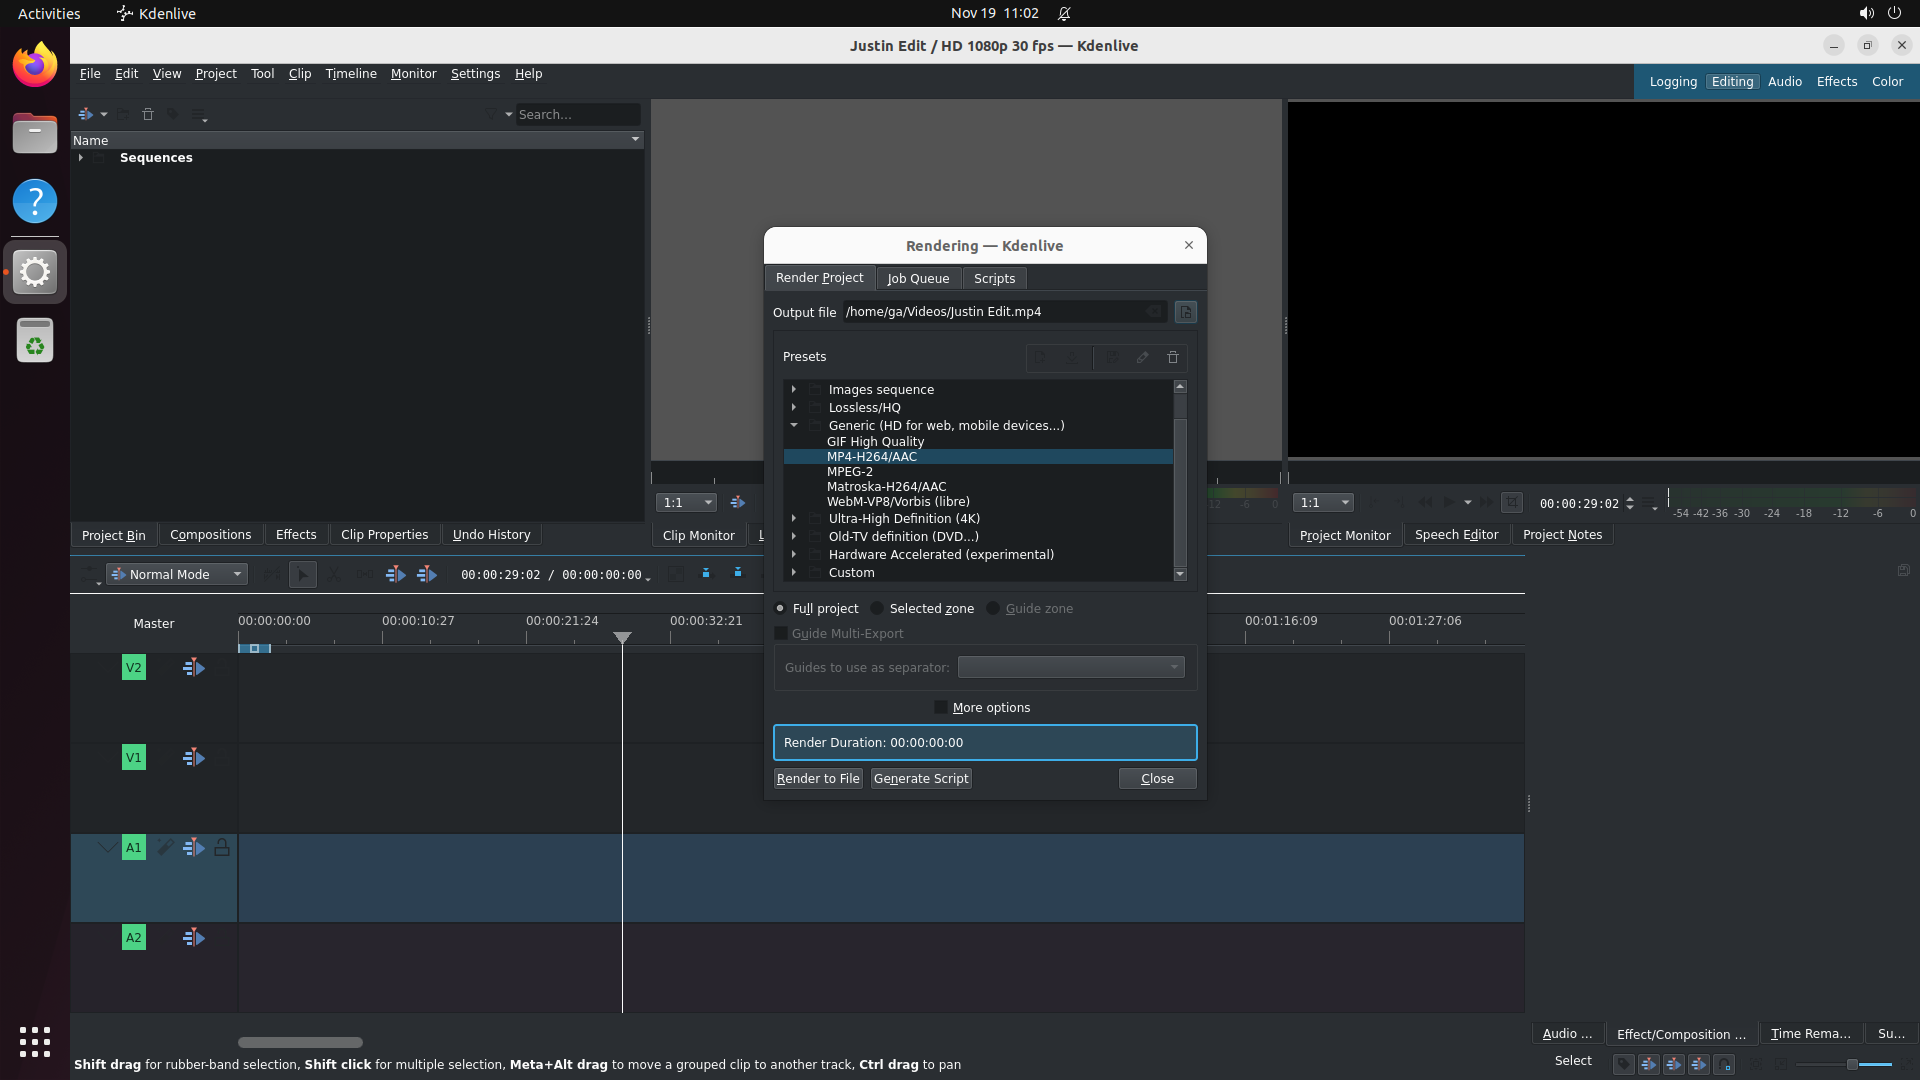 Activities
Kdenlive
Nov 19 11:02
Justin Edit / HD 1080p 30 fps — Kdenlive
File Edit View Project Tool Clip Timeline Monitor Settings Help
Logging Editing Audio Effects Color
Search...
Name
Sequences
Rendering — Kdenlive
Render Project Job Queue Scripts
Output file /home/ga/Videos/Justin Edit.mp4
Presets
Images sequence
Lossless/HQ
Generic (HD for web, mobile devices...)
GIF High Quality
MP4-H264/AAC
MPEG-2
Matroska-H264/AAC
WebM-VP8/Vorbis (libre)
Ultra-High Definition (4K)
Old-TV definition (DVD...)
Hardware Accelerated (experimental)
Custom
Full project Selected zone Guide zone
Guide Multi-Export
Guides to use as separator:
More options
Render Duration: 00:00:00:00
Render to File Generate Script Close
1:1
-12 -6 0
1:1
00:00:29:02
-54 -42 -36 -30 -24 -18 -12 -6 0
Project Bin Compositions Effects Clip Properties Undo History
Clip Monitor
Project Monitor Speech Editor Project Notes
Normal Mode
00:00:29:02 / 00:00:00:00
Master
00:00:00:00 00:00:10:27 00:00:21:24 00:00:32:21 00:01:16:09 00:01:27:06
V2
V1
A1
A2
Audio ... Effect/Composition ... Time Rema... Su...
Shift drag for rubber-band selection, Shift click for multiple selection, Meta+Alt drag to move a grouped clip to another track, Ctrl drag to pan
Select